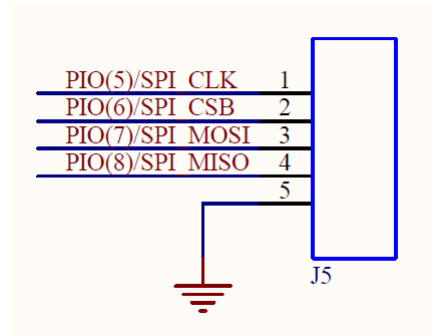 PIO(5)/SPI_CLK 1
PIO(6)/SPI_CSB 2
PIO(7)/SPI_MOSI 3
PIO(8)/SPI_MISO 4
5
J5